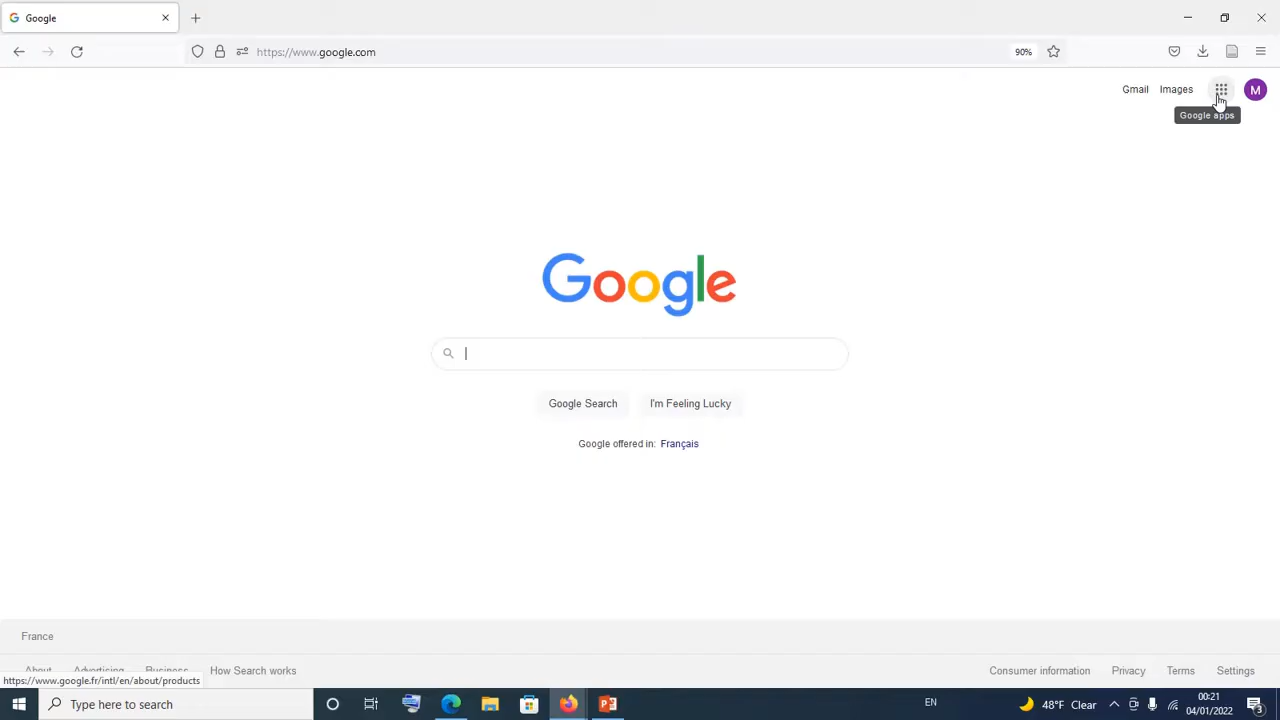 Google
https://www.google.com
90%
Gmail
Images
M
Google apps
Google
Google Search
I'm Feeling Lucky
Google offered in: Français
France
About
Advertising
Business
How Search works
Consumer information
Privacy
Terms
Settings
https://www.google.fr/intl/en/about/products
Type here to search
EN
48°F Clear
00:21
04/01/2022
3